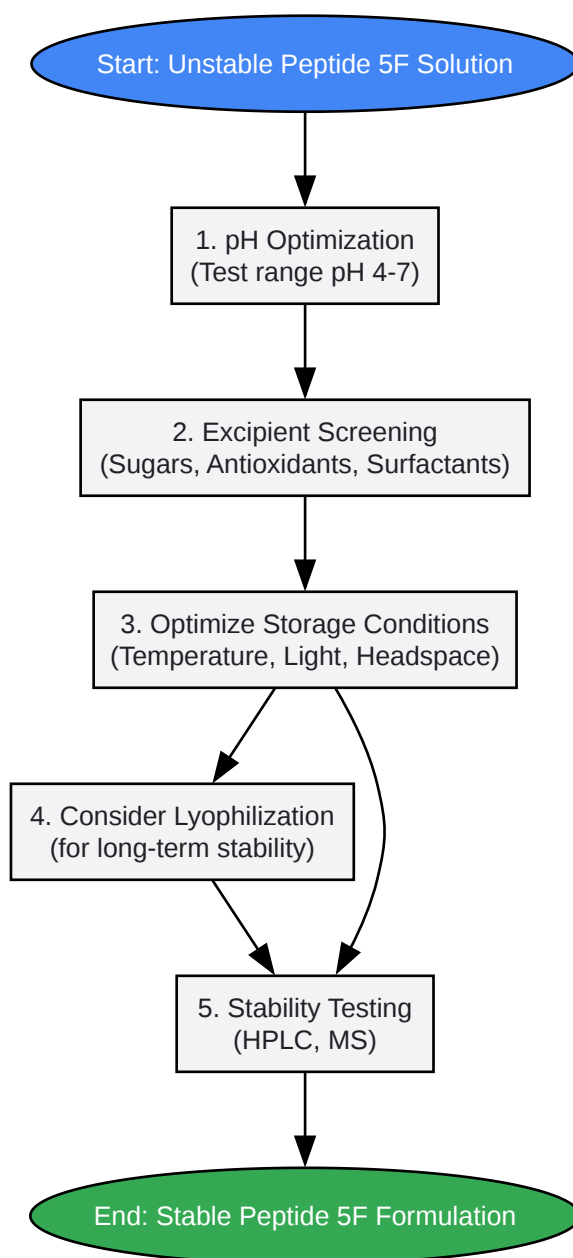 Start: Unstable Peptide 5F Solution
1. pH Optimization
(Test range pH 4-7)
2. Excipient Screening
(Sugars, Antioxidants, Surfactants)
3. Optimize Storage Conditions
(Temperature, Light, Headspace)
4. Consider Lyophilization
(for long-term stability)
5. Stability Testing
(HPLC, MS)
End: Stable Peptide 5F Formulation